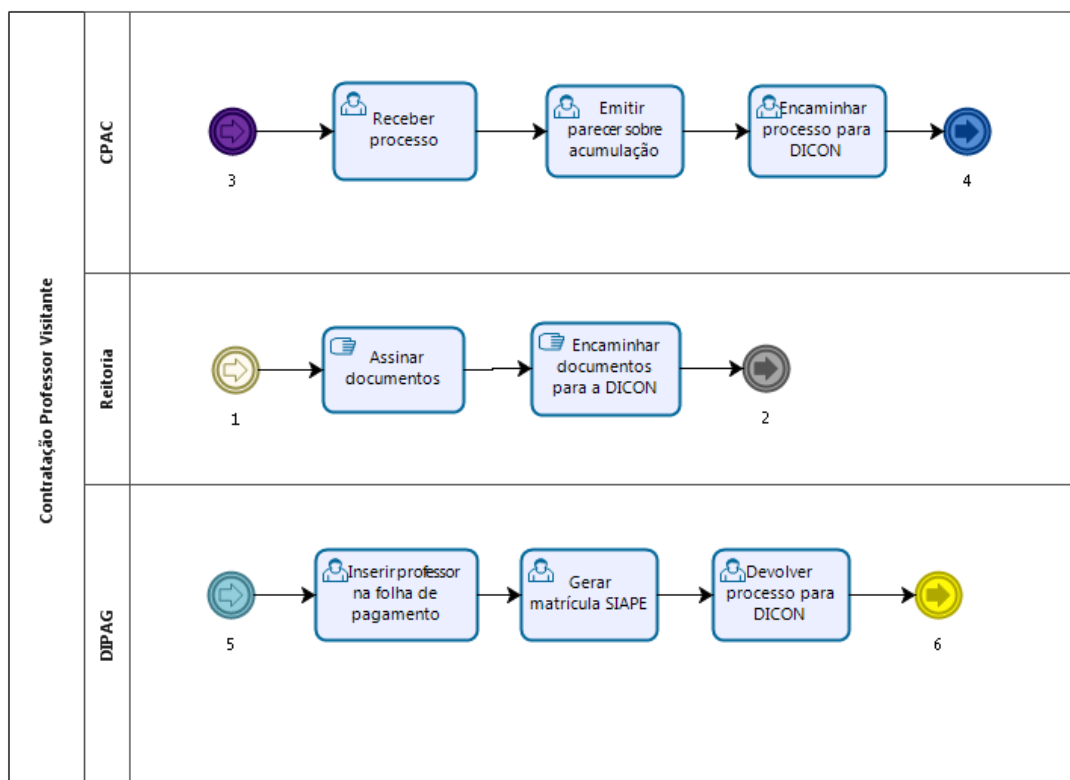 Contratação Professor Visitante
CPAC
3
Receber
processo
Emitir
parecer sobre
acumulação
Encaminhar
processo para
DICON
4
Reitoria
1
Assinar
documentos
Encaminhar
documentos
para a DICON
2
DIPAG
5
Inserir professor
na folha de
pagamento
Gerar
matrícula SIAPE
Devolver
processo para
DICON
6